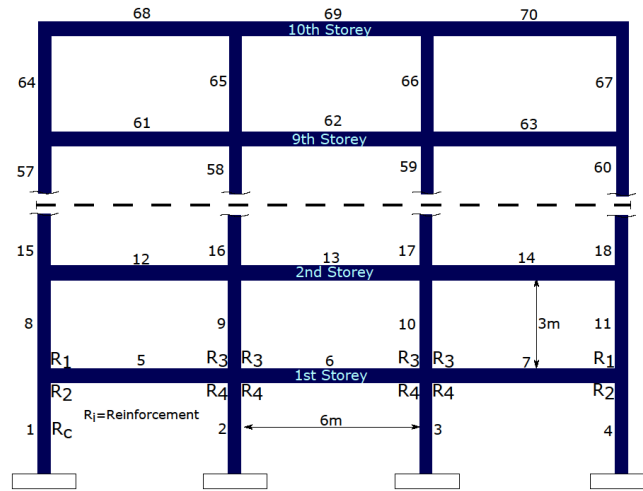 68 69 70
10th Storey
64 65 66 67
61 62 63
9th Storey
57 58 59 60
15 16 17 18
12 13 14
2nd Storey
8 9 10 11
3m
R1 5 R3 R3 6 R3 R3 7 R1
1st Storey
R2 R4 R4 R4 R4 R2
Ri=Reinforcement
1 Rc 2 6m 3 4